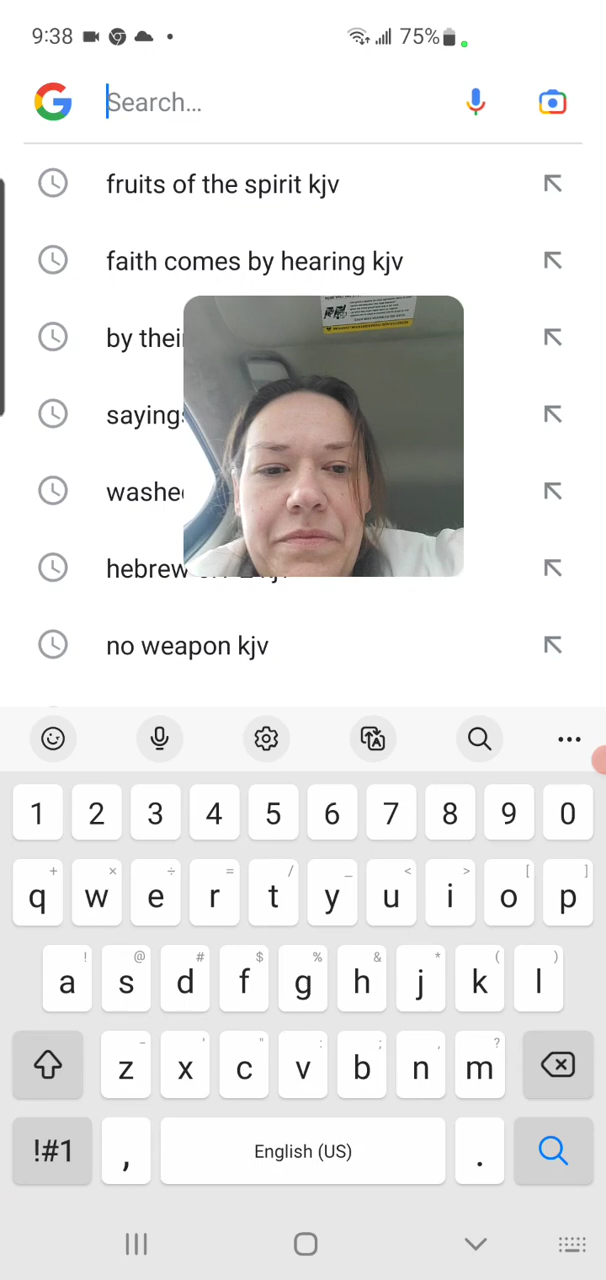 9:38 75%
Search...
fruits of the spirit kjv
faith comes by hearing kjv
by thei
saying
washe
hebrew
no weapon kjv
1 2 3 4 5 6 7 8 9 0
+ × ÷ = / _ < > [ ]
q w e r t y u i o p
! @ # $ % & * ( )
a s d f g h j k l
- ' " : ; , ?
z x c v b n m
!#1 , English (US) .